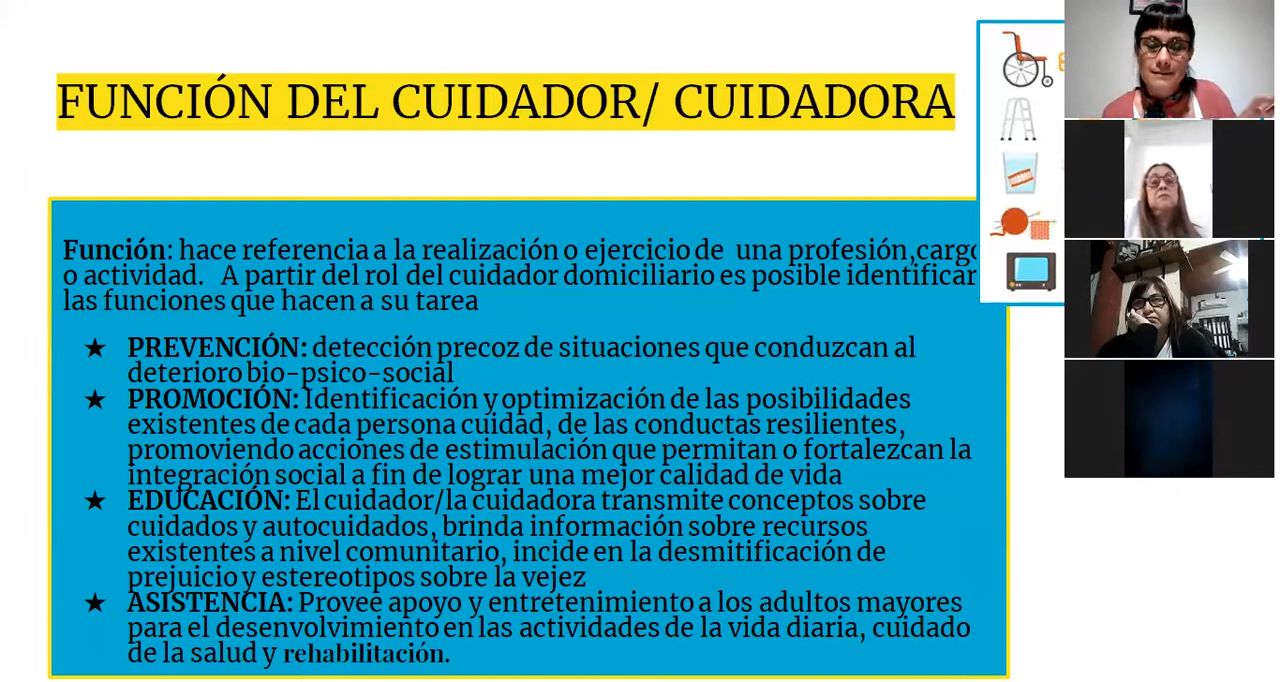 FUNCIÓN DEL CUIDADOR/ CUIDADORA
Función: hace referencia a la realización o ejercicio de una profesión,cargo
o actividad. A partir del rol del cuidador domiciliario es posible identificar
las funciones que hacen a su tarea
★ PREVENCIÓN: detección precoz de situaciones que conduzcan al
deterioro bio-psico-social
★ PROMOCIÓN: Identificación y optimización de las posibilidades
existentes de cada persona cuidad, de las conductas resilientes,
promoviendo acciones de estimulación que permitan o fortalezcan la
integración social a fin de lograr una mejor calidad de vida
★ EDUCACIÓN: El cuidador/la cuidadora transmite conceptos sobre
cuidados y autocuidados, brinda información sobre recursos
existentes a nivel comunitario, incide en la desmitificación de
prejuicio y estereotipos sobre la vejez
★ ASISTENCIA: Provee apoyo y entretenimiento a los adultos mayores
para el desenvolvimiento en las actividades de la vida diaria, cuidado
de la salud y rehabilitación.